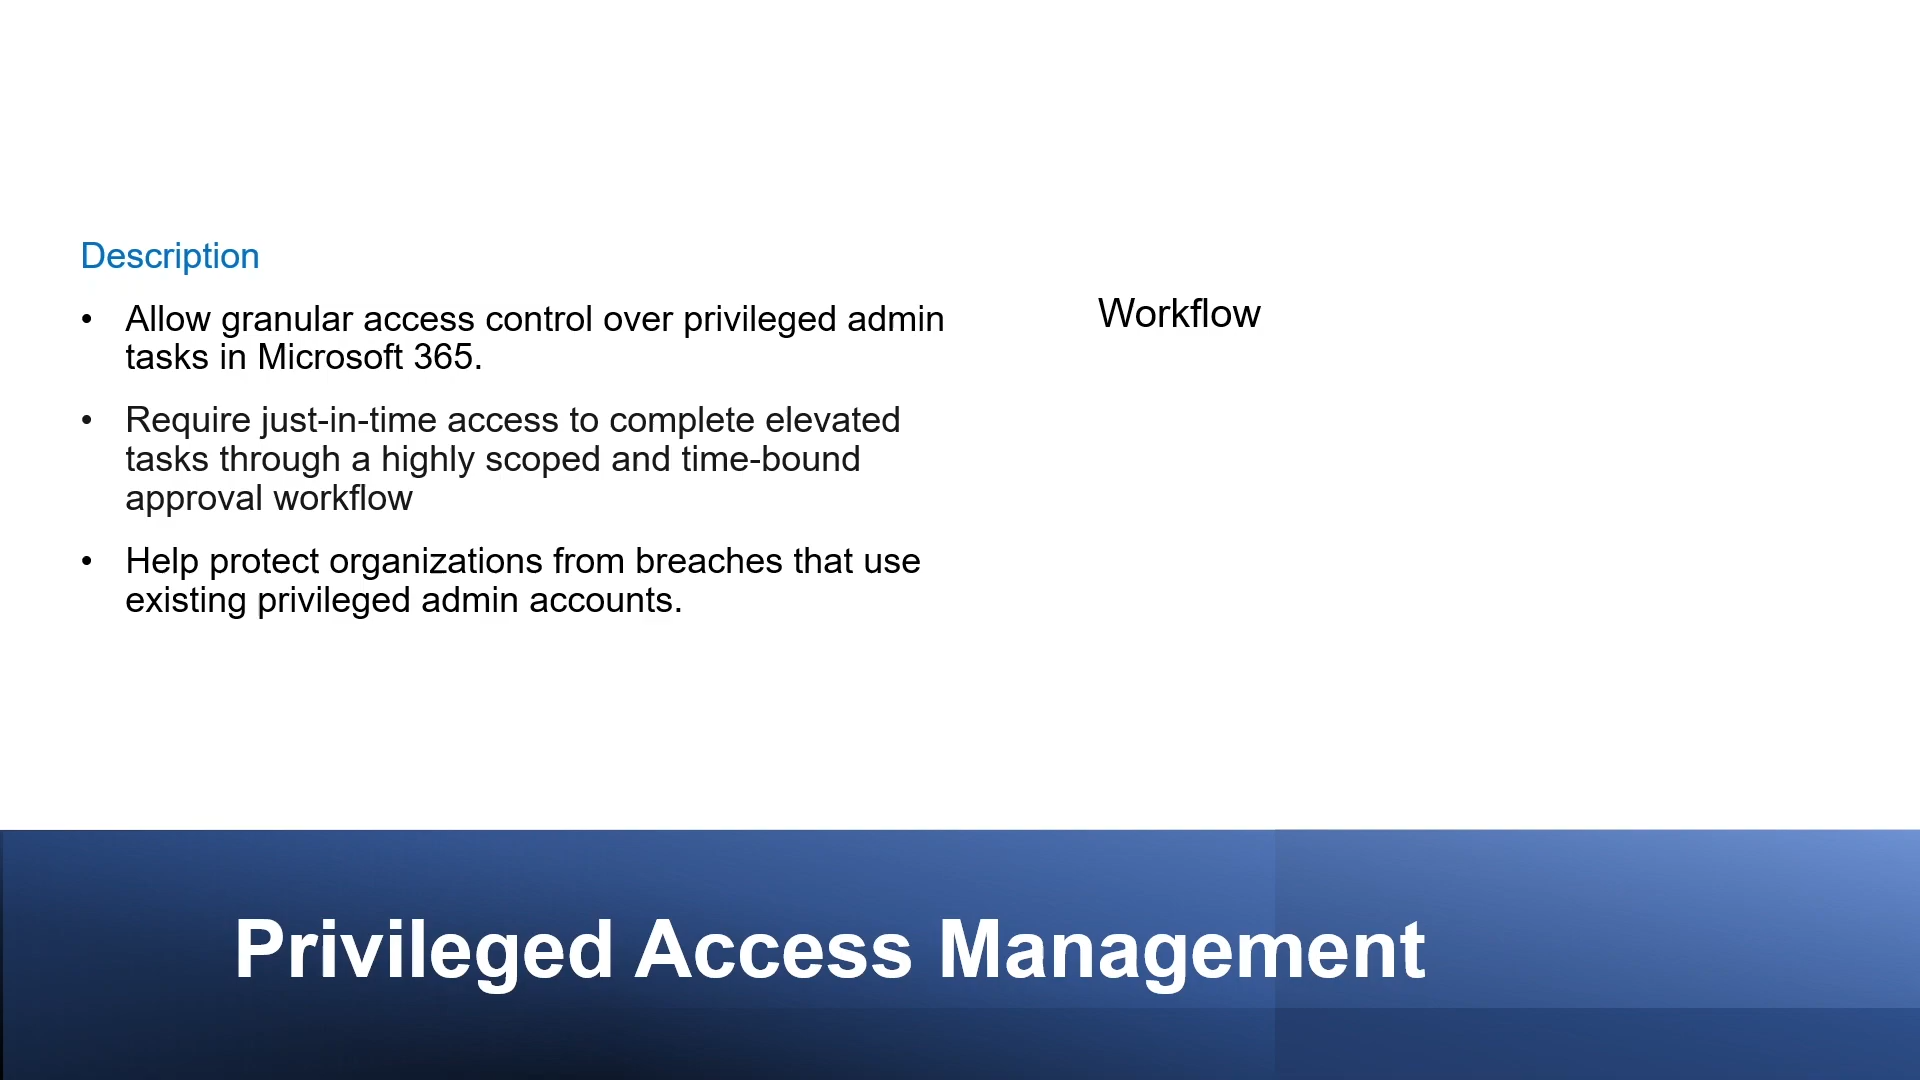 Description
• Allow granular access control over privileged admin
tasks in Microsoft 365.
• Require just-in-time access to complete elevated
tasks through a highly scoped and time-bound
approval workflow
• Help protect organizations from breaches that use
existing privileged admin accounts.
Workflow
Privileged Access Management